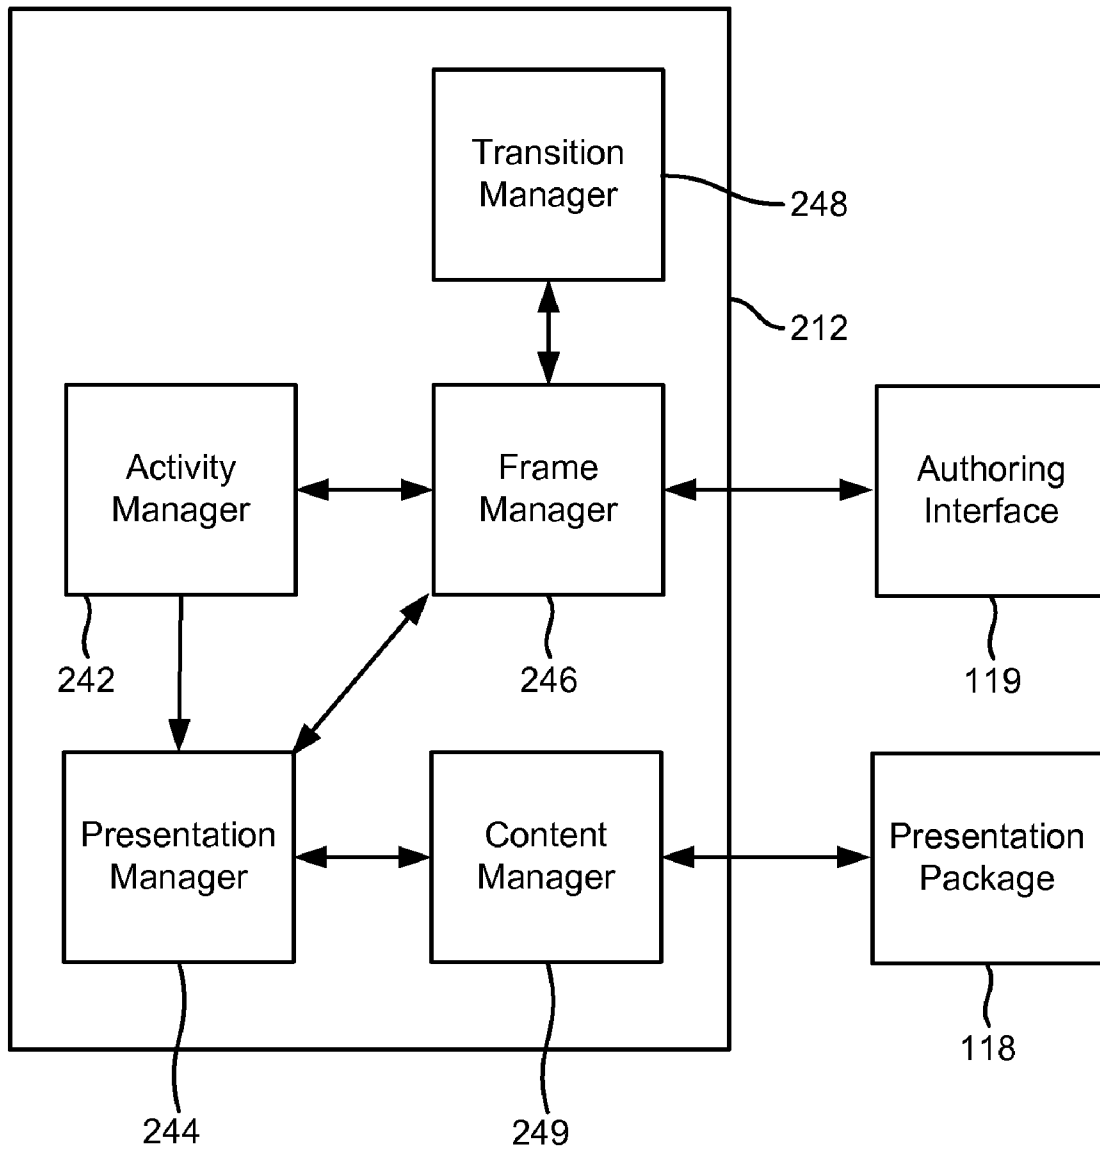 Transition
Manager
248
212
Activity
Manager
Frame
Manager
Authoring
Interface
242
246
119
Presentation
Manager
Content
Manager
Presentation
Package
118
244
249